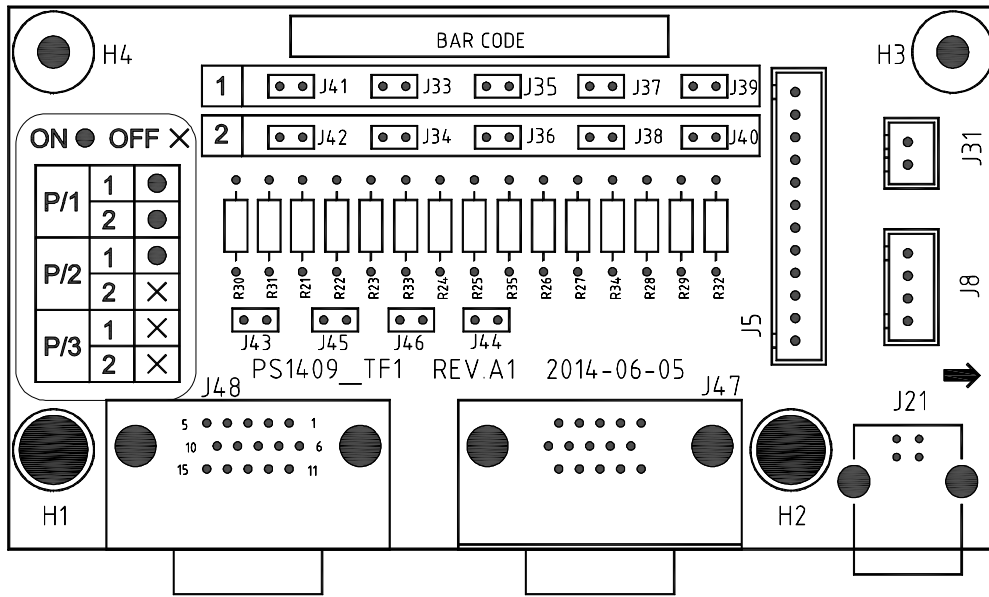 BAR CODE
H4
H3
1 J41 J33 J35 J37 J39
2 J42 J34 J36 J38 J40
ON OFF
P/1 1
2
P/2 1
2
P/3 1
2
J31
J8
J5
R30 R31 R21 R22 R23 R33 R24 R25 R35 R26 R27 R34 R28 R29 R32
J43 J45 J46 J44
PS1409_TF1 REV.A1 2014-06-05
J48
J47
J21
5 1
10 6
15 11
H1
H2